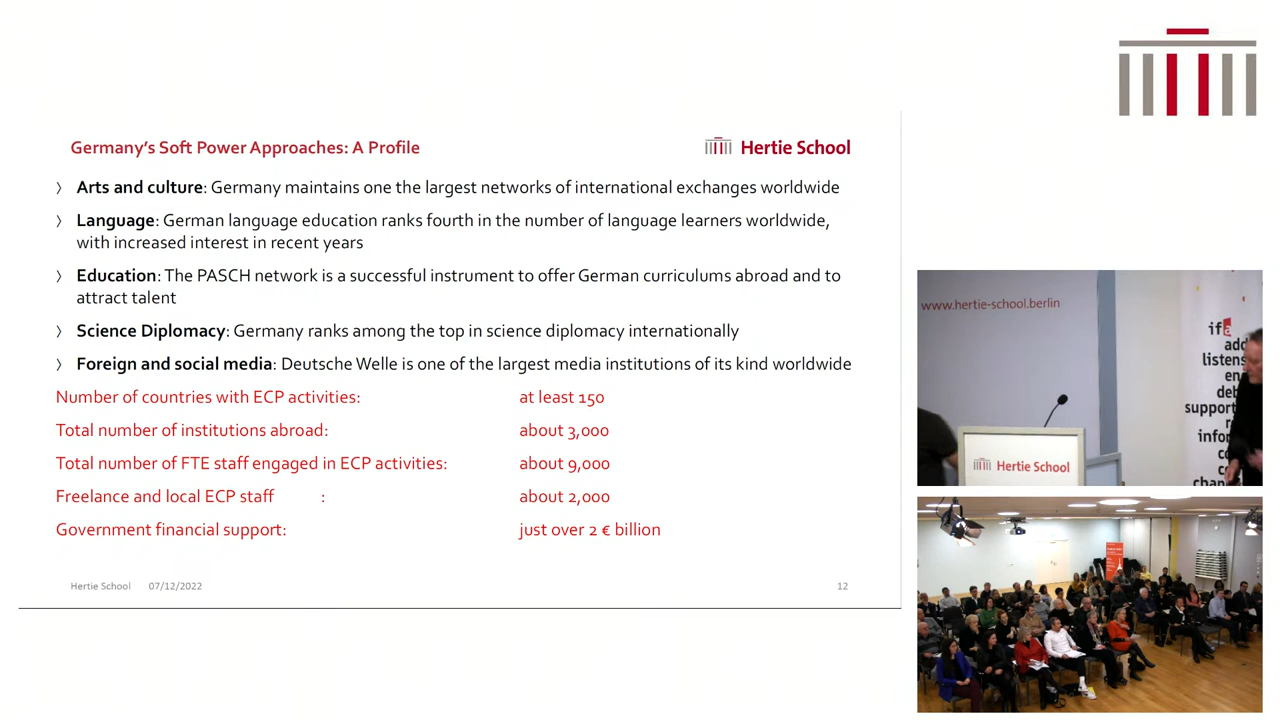 Germany's Soft Power Approaches: A Profile
Hertie School
〉 Arts and culture: Germany maintains one the largest networks of international exchanges worldwide
〉 Language: German language education ranks fourth in the number of language learners worldwide,
with increased interest in recent years
〉 Education: The PASCH network is a successful instrument to offer German curriculums abroad and to
attract talent
〉 Science Diplomacy: Germany ranks among the top in science diplomacy internationally
〉 Foreign and social media: Deutsche Welle is one of the largest media institutions of its kind worldwide
Number of countries with ECP activities: at least 150
Total number of institutions abroad: about 3,000
Total number of FTE staff engaged in ECP activities: about 9,000
Freelance and local ECP staff : about 2,000
Government financial support: just over 2 € billion
Hertie School 07/12/2022 12
www.hertie-school.berlin
ifa
listens
support
Hertie School